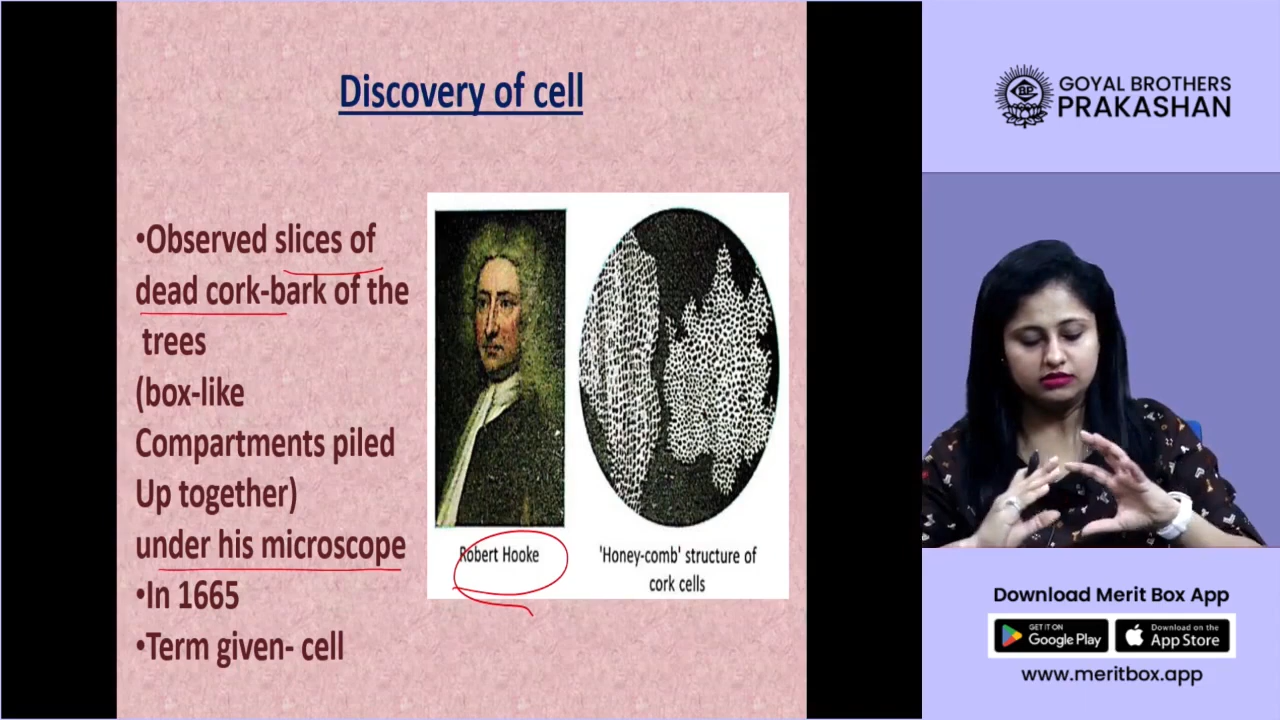 Discovery of cell
•Observed slices of
dead cork-bark of the
trees
(box-like
Compartments piled
Up together)
under his microscope
•In 1665
•Term given- cell
Robert Hooke
'Honey-comb' structure of
cork cells
GBP
GOYAL BROTHERS
PRAKASHAN
Download Merit Box App
GET IT ON
Google Play
Download on the
App Store
www.meritbox.app